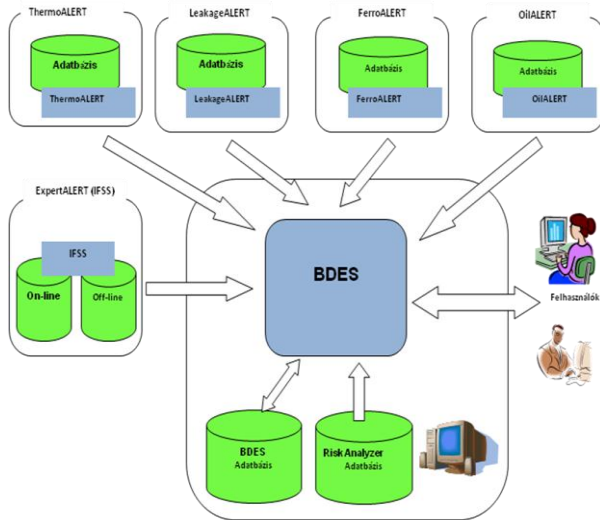 ThermoALERT
LeakageALERT
FerroALERT
OilALERT
Adatbázis
ThermoALERT
Adatbázis
LeakageALERT
Adatbázis
FerroALERT
Adatbázis
OilALERT
ExpertALERT (IFSS)
IFSS
On-line
Off-line
BDES
Felhasználók
BDES
Adatbázis
Risk Analyzer
Adatbázis